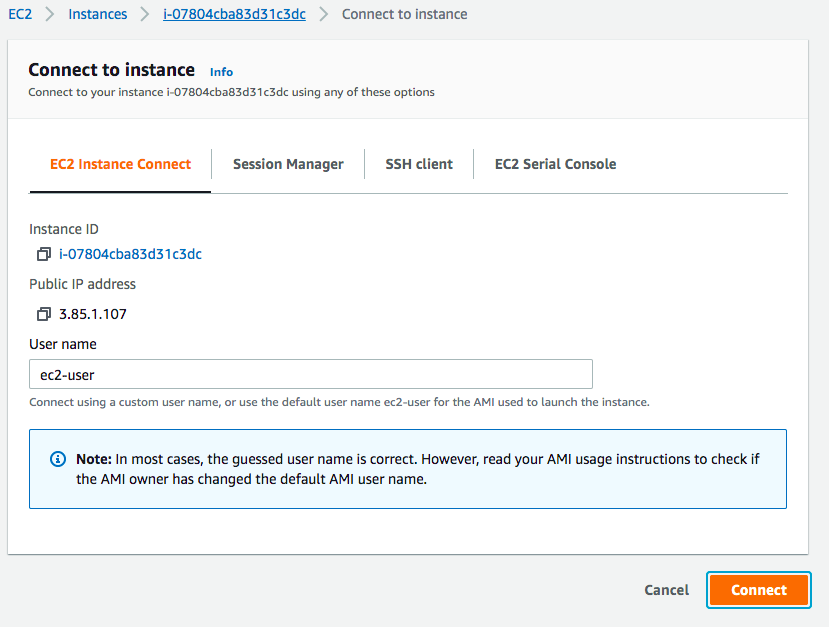 EC2 Instances i-07804cba83d31c3dc Connect to instance
Connect to instance Info
Connect to your instance i-07804cba83d31c3dc using any of these options
EC2 Instance Connect Session Manager SSH client EC2 Serial Console
Instance ID
i-07804cba83d31c3dc
Public IP address
3.85.1.107
User name
ec2-user
Connect using a custom user name, or use the default user name ec2-user for the AMI used to launch the instance.
Note: In most cases, the guessed user name is correct. However, read your AMI usage instructions to check if
the AMI owner has changed the default AMI user name.
Cancel Connect